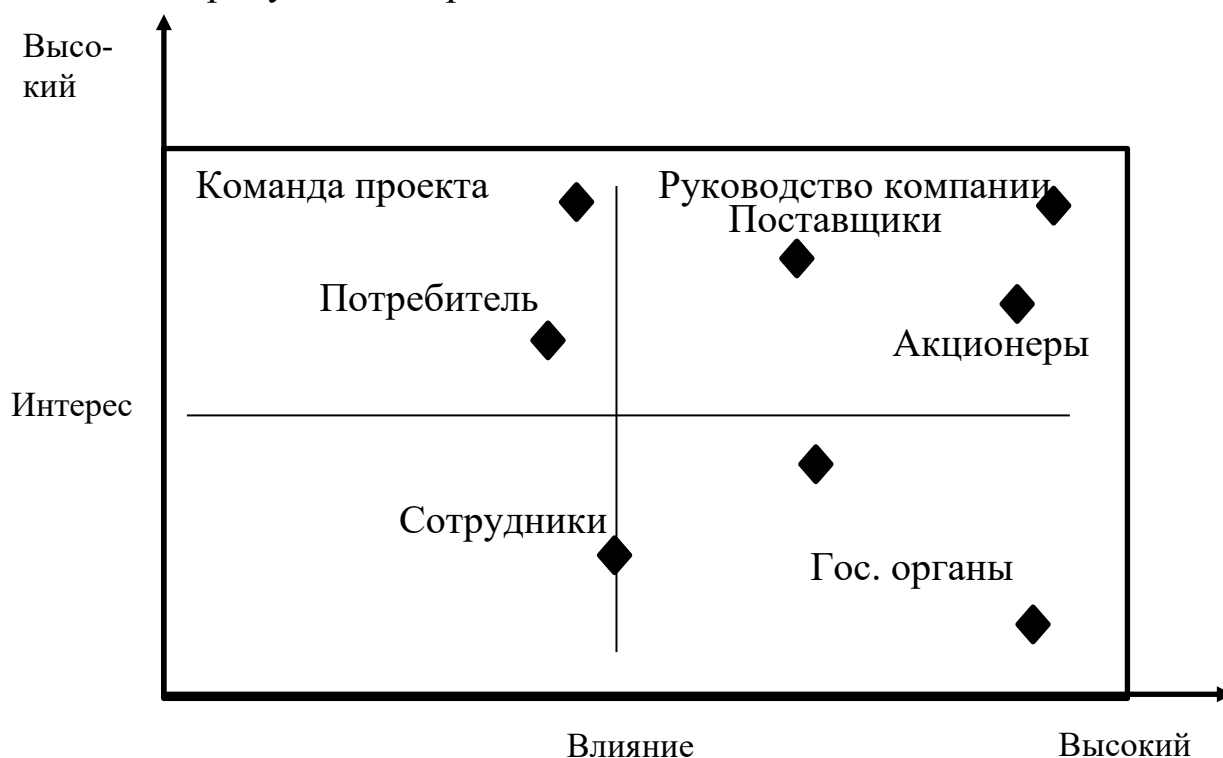 Высо-
кий
Команда проекта
Руководство компании
Поставщики
Потребитель
Акционеры
Интерес
Сотрудники
Гос. органы
Влияние
Высокий